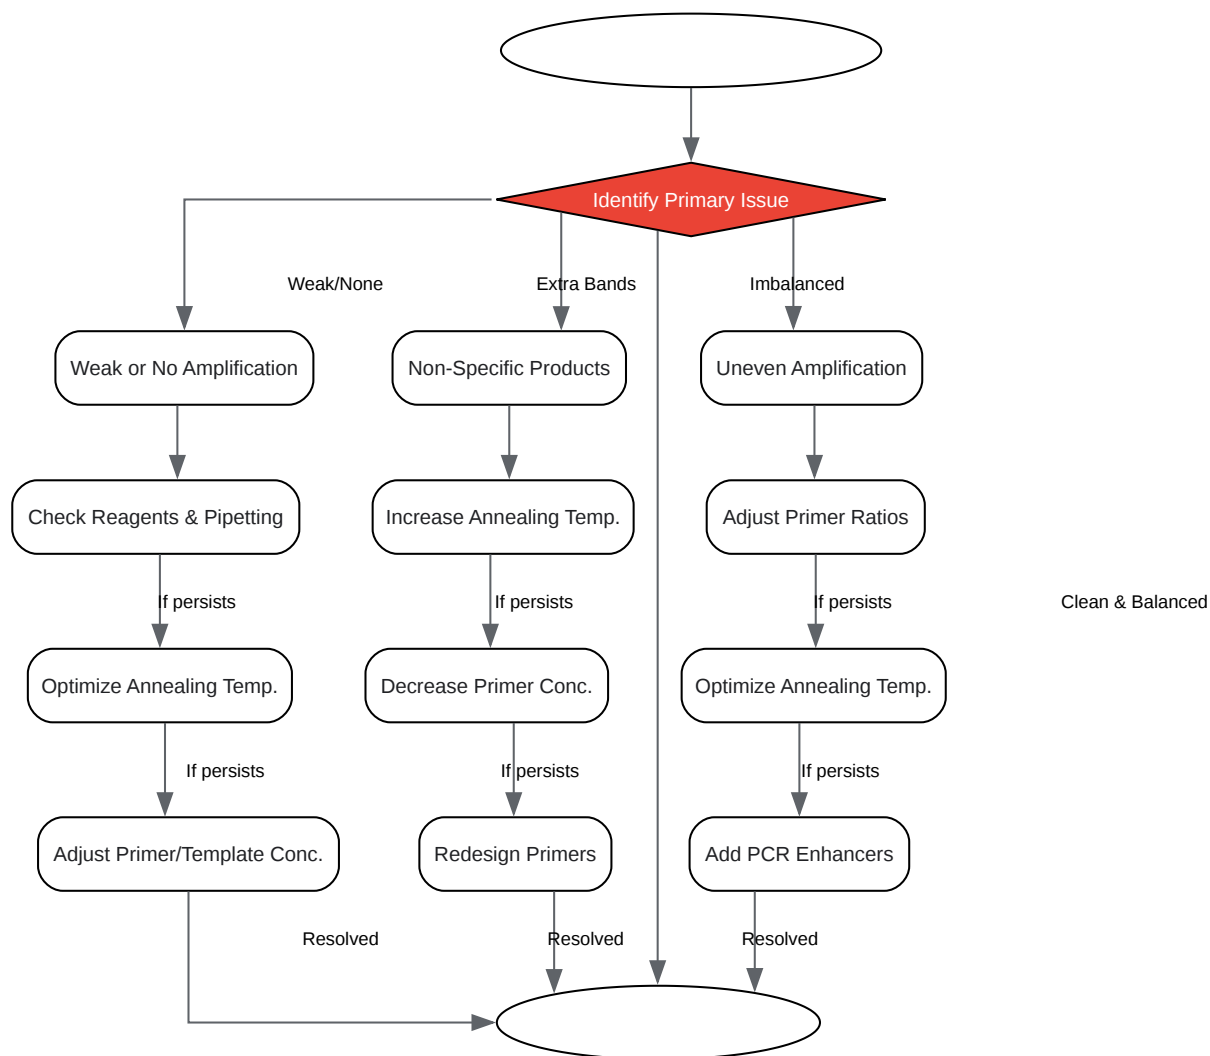 Identify Primary Issue
Weak/None
Extra Bands
Imbalanced
Weak or No Amplification
Non-Specific Products
Uneven Amplification
Check Reagents & Pipetting
Increase Annealing Temp.
Adjust Primer Ratios
If persists
If persists
If persists
Clean & Balanced
Optimize Annealing Temp.
Decrease Primer Conc.
Optimize Annealing Temp.
If persists
If persists
If persists
Adjust Primer/Template Conc.
Redesign Primers
Add PCR Enhancers
Resolved
Resolved
Resolved